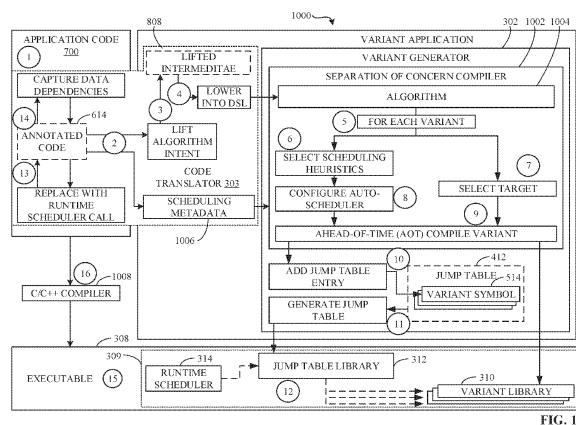 1000
APPLICATION CODE
700
1
808
VARIANT APPLICATION
302
1002
1004
VARIANT GENERATOR
LIFTED
INTERMEDITAE
SEPARATION OF CONCERN COMPILER
CAPTURE DATA
DEPENDENCIES
3
4
LOWER
INTO DSL
ALGORITHM
14
614
ANNOTATED
CODE
2
LIFT
ALGORITHM
INTENT
5
FOR EACH VARIANT
6
SELECT SCHEDULING
HEURISTICS
7
13
CODE
TRANSLATOR 303
CONFIGURE AUTO-
SCHEDULER
8
SELECT TARGET
REPLACE WITH
RUNTIME
SCHEDULER CALL
SCHEDULING
METADATA
9
AHEAD-OF-TIME (AOT) COMPILE VARIANT
1006
16
1008
C/C++ COMPILER
ADD JUMP TABLE
ENTRY
10
412
JUMP TABLE
514
VARIANT SYMBOL
GENERATE JUMP
TABLE
11
308
309
314
RUNTIME
SCHEDULER
JUMP TABLE LIBRARY
312
EXECUTABLE
15
12
310
VARIANT LIBRARY
FIG. 1